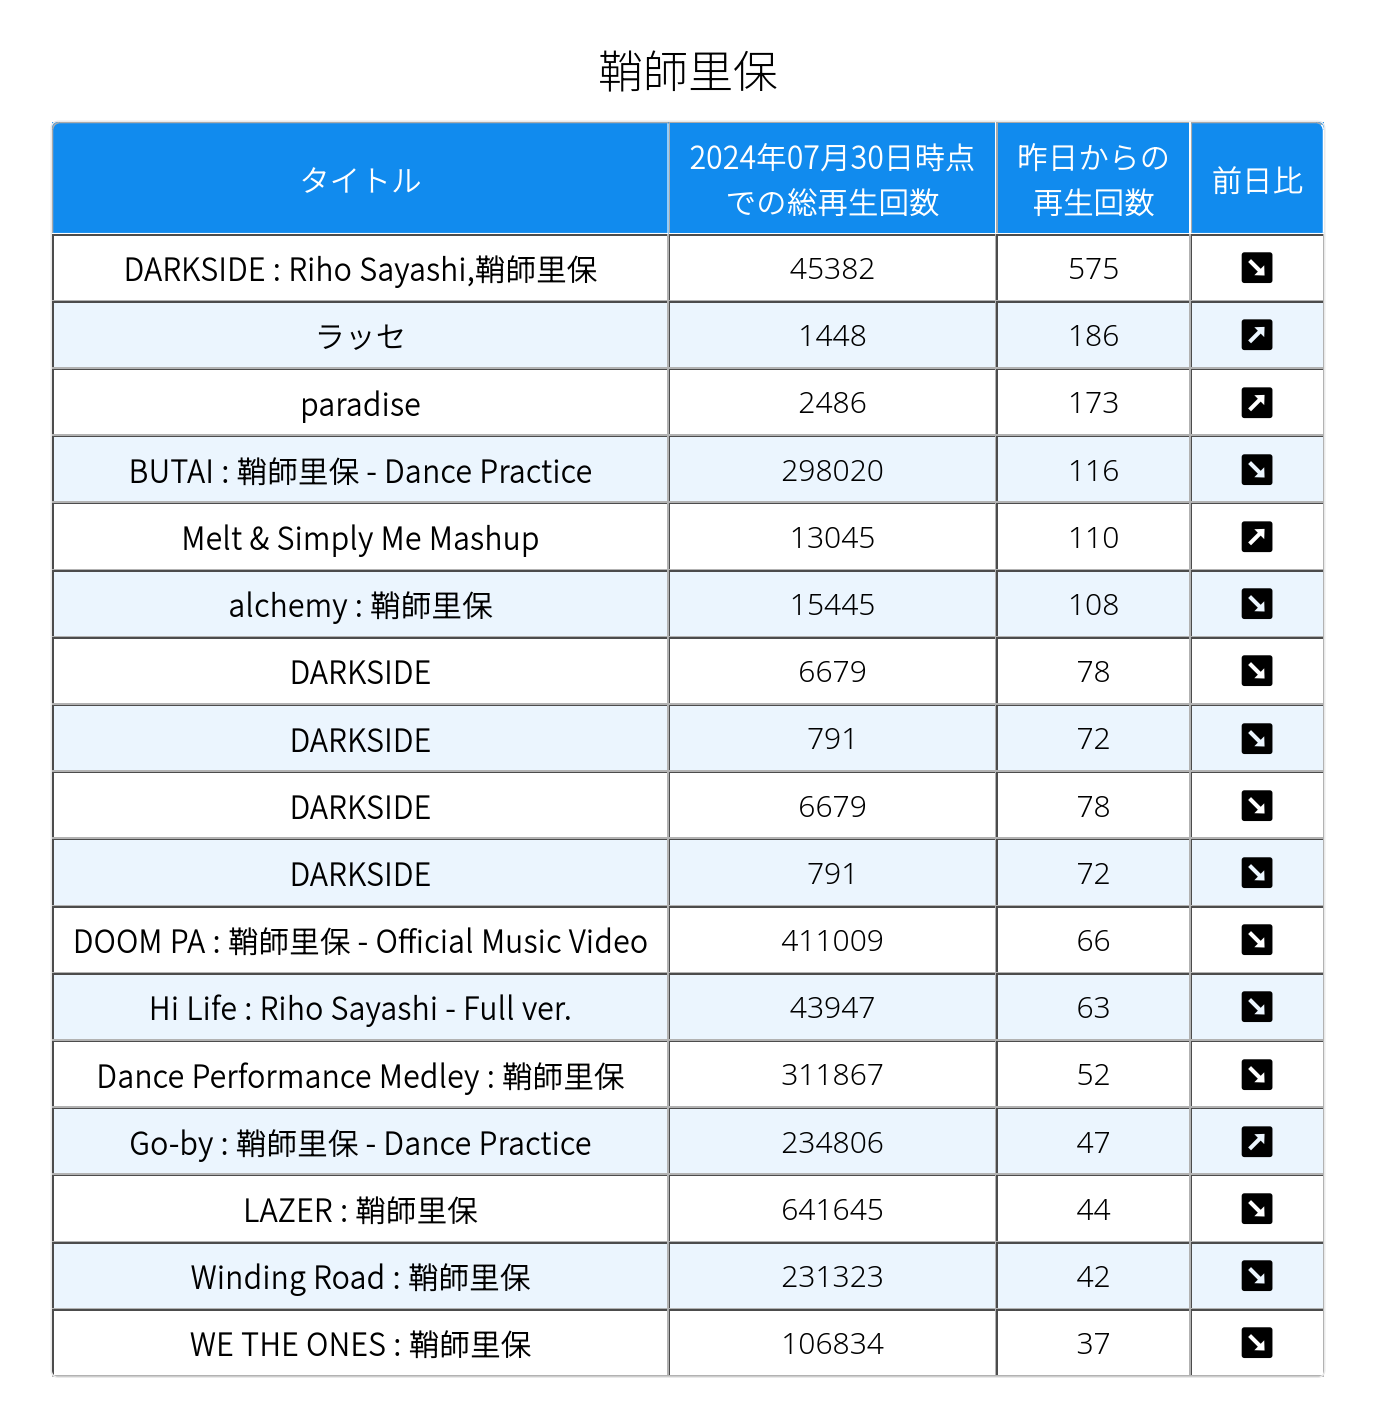 鞘師里保
タイトル 2024年07月30日時点での総再生回数 昨日からの再生回数 前日比
DARKSIDE : Riho Sayashi,鞘師里保 45382 575 ↘
ラッセ 1448 186 ↗
paradise 2486 173 ↗
BUTAI : 鞘師里保 - Dance Practice 298020 116 ↘
Melt & Simply Me Mashup 13045 110 ↗
alchemy : 鞘師里保 15445 108 ↘
DARKSIDE 6679 78 ↘
DARKSIDE 791 72 ↘
DARKSIDE 6679 78 ↘
DARKSIDE 791 72 ↘
DOOM PA : 鞘師里保 - Official Music Video 411009 66 ↘
Hi Life : Riho Sayashi - Full ver. 43947 63 ↘
Dance Performance Medley : 鞘師里保 311867 52 ↘
Go-by : 鞘師里保 - Dance Practice 234806 47 ↗
LAZER : 鞘師里保 641645 44 ↘
Winding Road : 鞘師里保 231323 42 ↘
WE THE ONES : 鞘師里保 106834 37 ↘